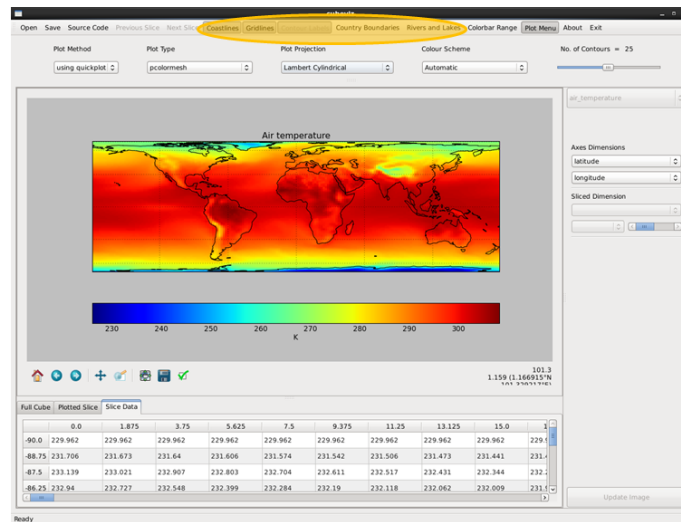 Open Save Source Code Previous Slice Next Slice Coastlines Gridlines Country Boundaries Rivers and Lakes Colorbar Range Plot Menu About Exit
Plot Method Plot Type Plot Projection Colour Scheme No. of Contours = 25
using quickplot pcolormesh Lambert Cylindrical Automatic
air_temperature
Air temperature
Axes Dimensions
latitude
longitude
Sliced Dimension
230 240 250 260 270 280 290 300
K
101.3
1.159 (1.166915°N
101.329217°E)
Full Cube Plotted Slice Slice Data
0.0 1.875 3.75 5.625 7.5 9.375 11.25 13.125 15.0
-90.0 229.962 229.962 229.962 229.962 229.962 229.962 229.962 229.962 229.962
-88.75 231.706 231.673 231.64 231.606 231.574 231.542 231.506 231.473 231.441
-87.5 233.139 233.021 232.907 232.803 232.704 232.611 232.517 232.431 232.344
-86.25 232.94 232.727 232.548 232.399 232.284 232.19 232.118 232.062 232.009
Update Image
Ready